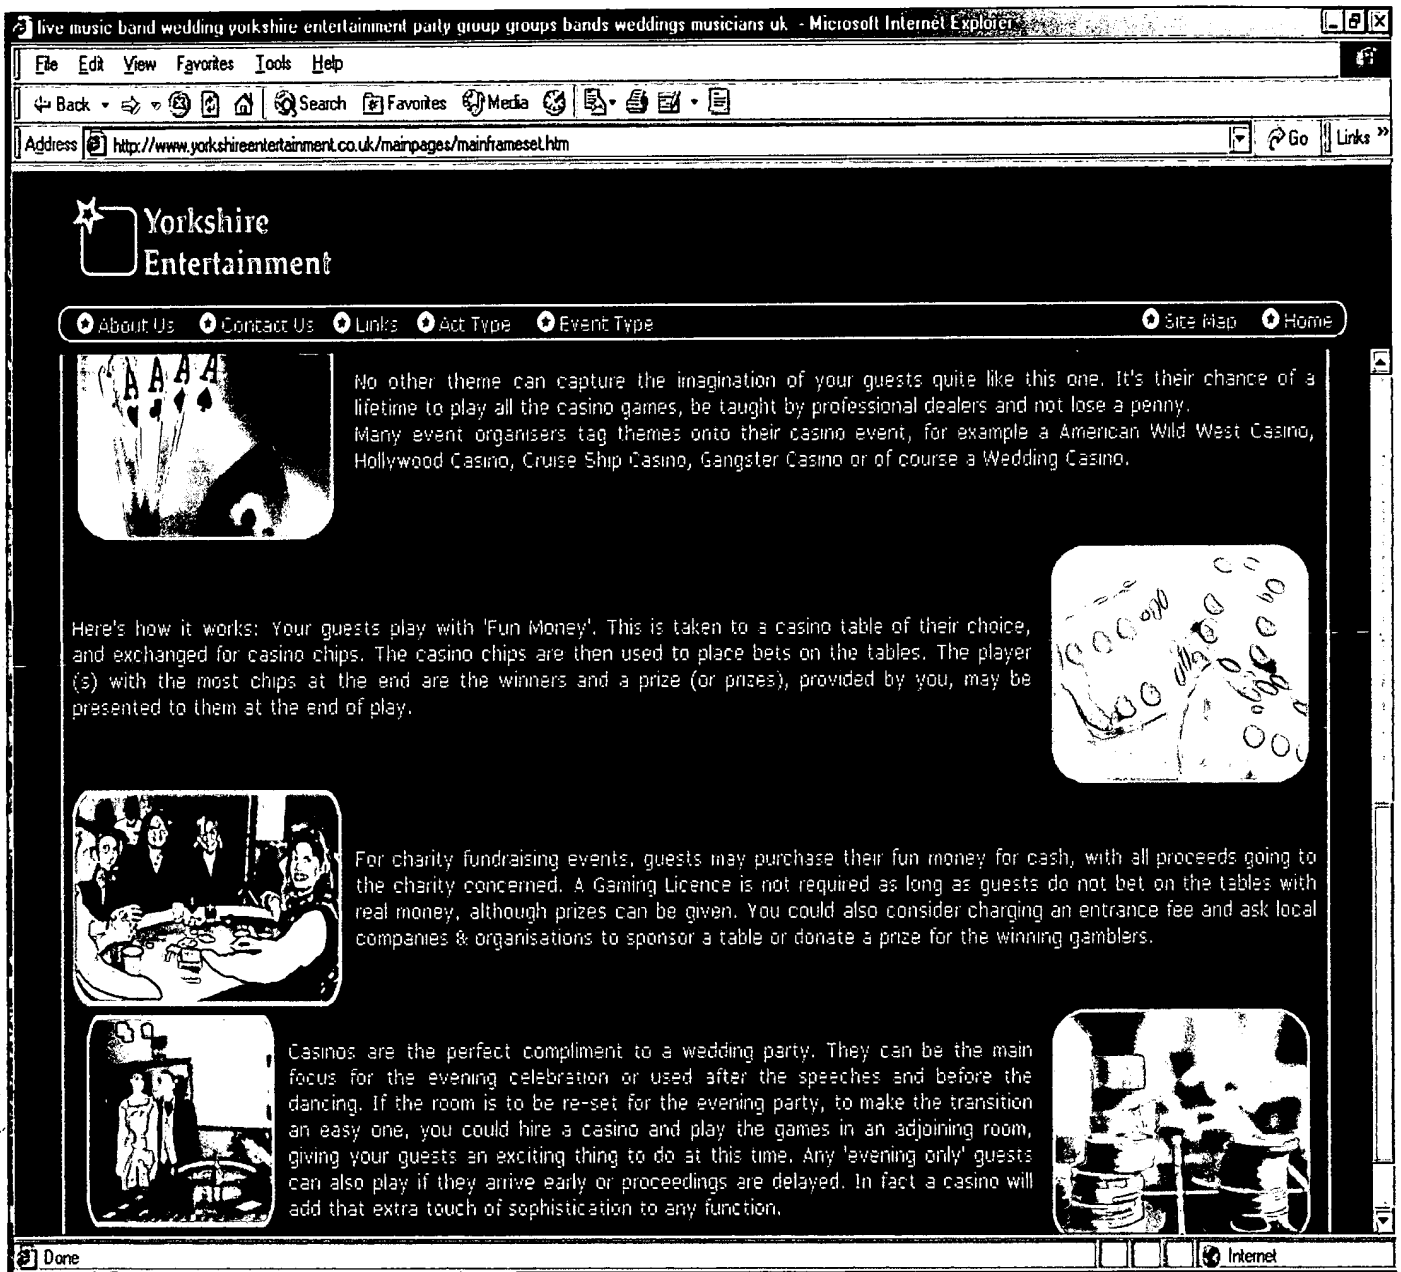 live music band wedding yorkshire entertainment party group groups bands weddings musicians uk - Microsoft Internet Explorer
File Edit View Favorites Tools Help
Back Search Favorites Media
Address http://www.yorkshireentertainment.co.uk/mainpages/mainframeset.htm Go Links »
Yorkshire
Entertainment
About Us Contact Us Links Act Type Event Type Site Map Home
A A A A
No other theme can capture the imagination of your guests quite like this one. It's their chance of a
lifetime to play all the casino games, be taught by professional dealers and not lose a penny.
Many event organisers tag themes onto their casino event, for example a American Wild West Casino,
Hollywood Casino, Cruise Ship Casino, Gangster Casino or of course a Wedding Casino.
Here's how it works: Your guests play with 'Fun Money'. This is taken to a casino table of their choice,
and exchanged for casino chips. The casino chips are then used to place bets on the tables. The player
(s) with the most chips at the end are the winners and a prize (or prizes), provided by you, may be
presented to them at the end of play.
For charity fundraising events, guests may purchase their fun money for cash, with all proceeds going to
the charity concerned. A Gaming Licence is not required as long as guests do not bet on the tables with
real money, although prizes can be given. You could also consider charging an entrance fee and ask local
companies & organisations to sponsor a table or donate a prize for the winning gamblers.
Casinos are the perfect compliment to a wedding party. They can be the main
focus for the evening celebration or used after the speeches and before the
dancing. If the room is to be re-set for the evening party, to make the transition
an easy one, you could hire a casino and play the games in an adjoining room,
giving your guests an exciting thing to do at this time. Any 'evening only' guests
can also play if they arrive early or proceedings are delayed. In fact a casino will
add that extra touch of sophistication to any function.
Done Internet